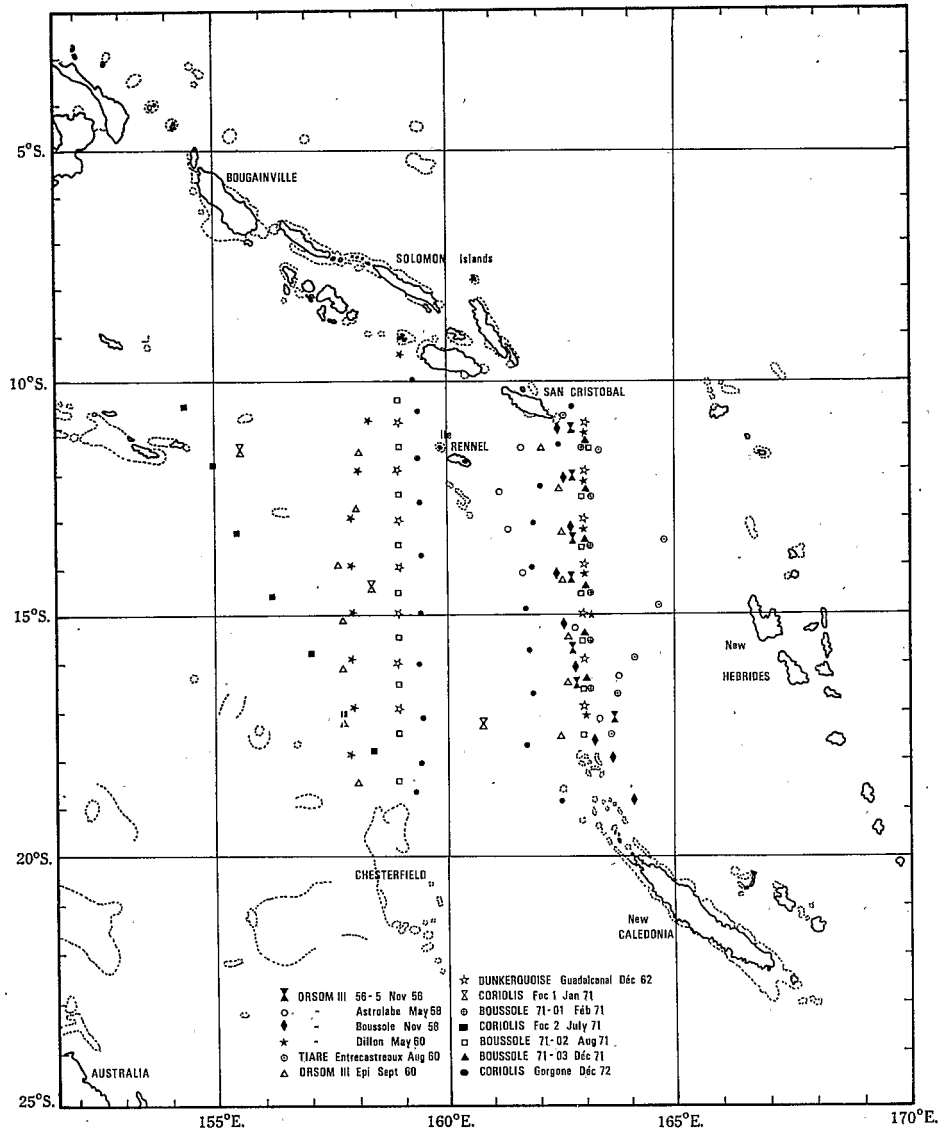 5°S.
BOUGAINVILLE
SOLOMON Islands
10°S.
SAN CRISTOBAL
Ile
RENNEL
15°S.
New
HEBRIDES
20°S.
CHESTERFIELD
New
CALEDONIA
ORSOM III 56-5 Nov 56
" Astrolabe May 58
" Boussole Nov 58
" Dillon May 60
TIARE Entrecastreaux Aug 60
ORSOM III Epi Sept 60
DUNKERQUOISE Guadalcanal Déc 62
CORIOLIS Foc 1 Jan 71
BOUSSOLE 71-01 Féb 71
CORIOLIS Foc 2 July 71
BOUSSOLE 71-02 Aug 71
BOUSSOLE 71-03 Déc 71
CORIOLIS Gorgone Déc 72
AUSTRALIA
25°S.
155°E. 160°E. 165°E. 170°E.